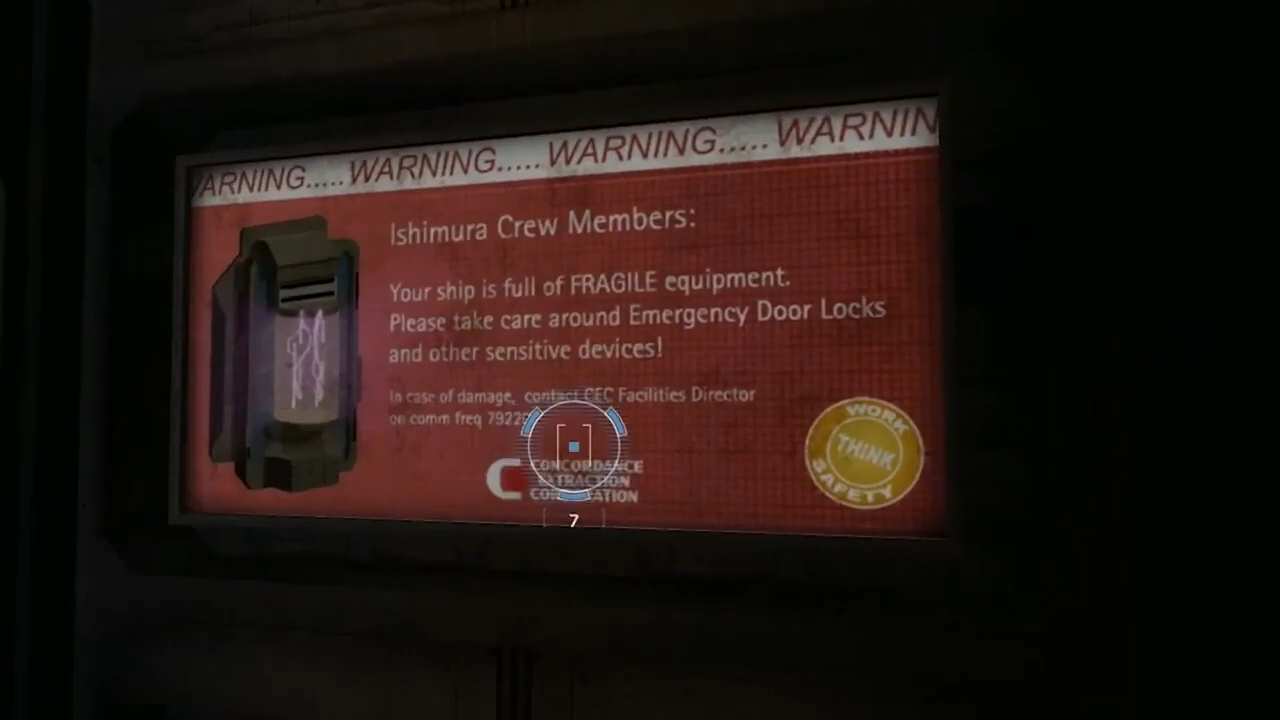 WARNING.....WARNING.....WARNING.....WARNIN
Ishimura Crew Members:
Your ship is full of FRAGILE equipment.
Please take care around Emergency Door Locks
and other sensitive devices!
In case of damage, contact CEC Facilities Director
on comm freq
CONCORDANCE
EXTRACTION
CORPORATION
WORK
THINK
SAFETY
7